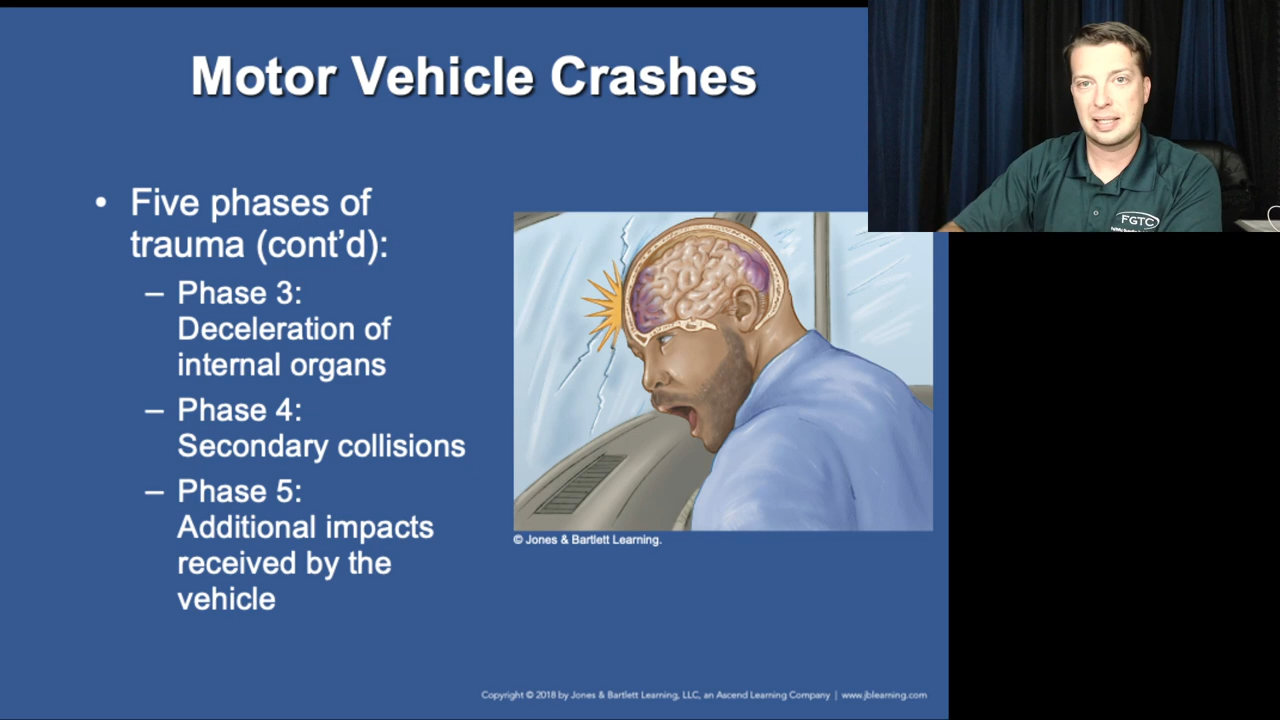 Motor Vehicle Crashes
• Five phases of
trauma (cont’d):
– Phase 3:
Deceleration of
internal organs
– Phase 4:
Secondary collisions
– Phase 5:
Additional impacts
received by the
vehicle
© Jones & Bartlett Learning.
Copyright © 2018 by Jones & Bartlett Learning, LLC, an Ascend Learning Company | www.jblearning.com
FGTC